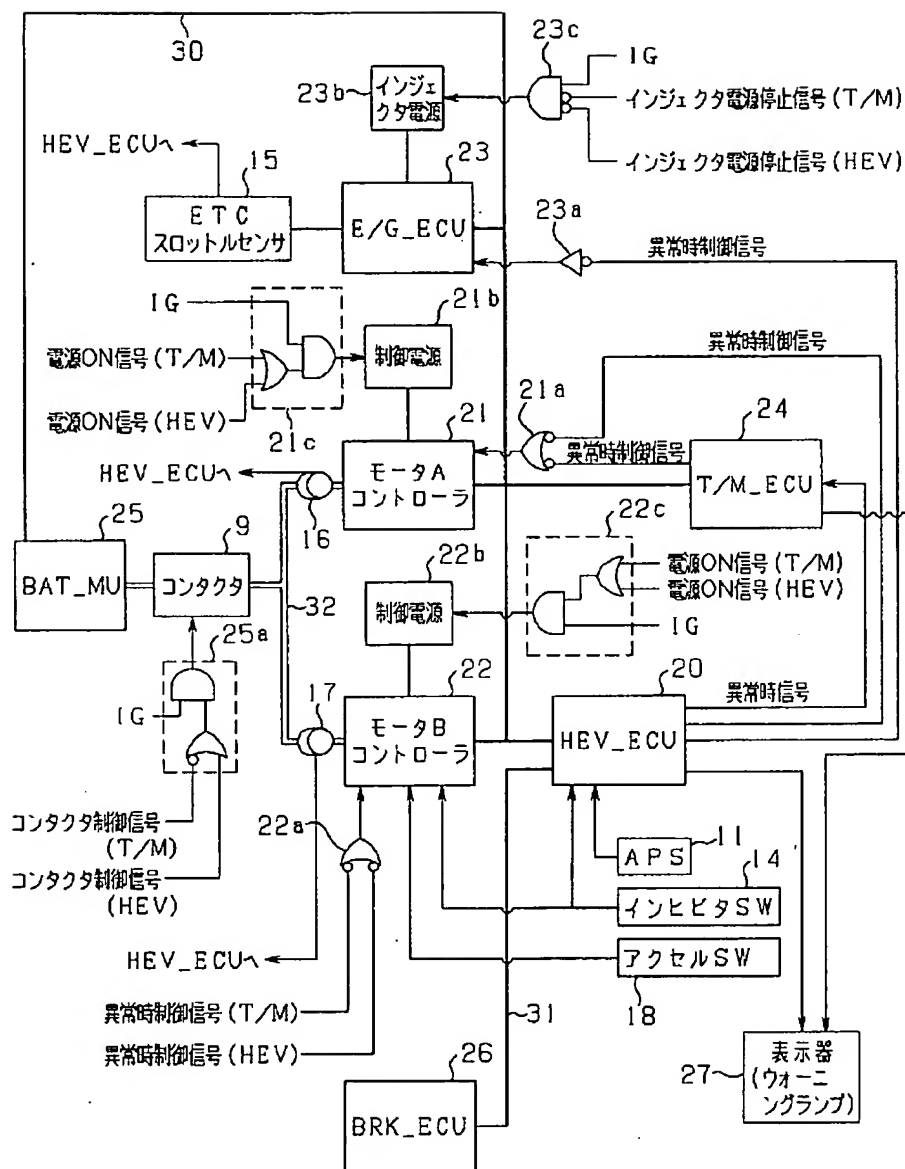 30
23c
IG
23b
インジェ
クタ電源
インジェクタ電源停止信号(T/M)
HEV_ECUへ
15
23
インジェクタ電源停止信号(HEV)
ETC
スロットルセンサ
E/G_ECU
23a
異常時制御信号
IG
21b
電源ON信号(T/M)
制御電源
異常時制御信号
電源ON信号(HEV)
21c
21
21a
24
HEV_ECUへ
モータA
コントローラ
異常時制御信号
T/M_ECU
25
9
16
22c
BAT_MU
コンタクタ
32
22b
電源ON信号(T/M)
電源ON信号(HEV)
制御電源
25a
IG
20
異常時信号
17
22
IG
モータB
コントローラ
HEV_ECU
コンタクタ制御信号
(T/M)
22a
11
APS
コンタクタ制御信号
(HEV)
14
インヒビタSW
HEV_ECUへ
アクセルSW
18
異常時制御信号(T/M)
31
異常時制御信号(HEV)
26
27
表示器
(ウォーニ
ングランプ)
BRK_ECU